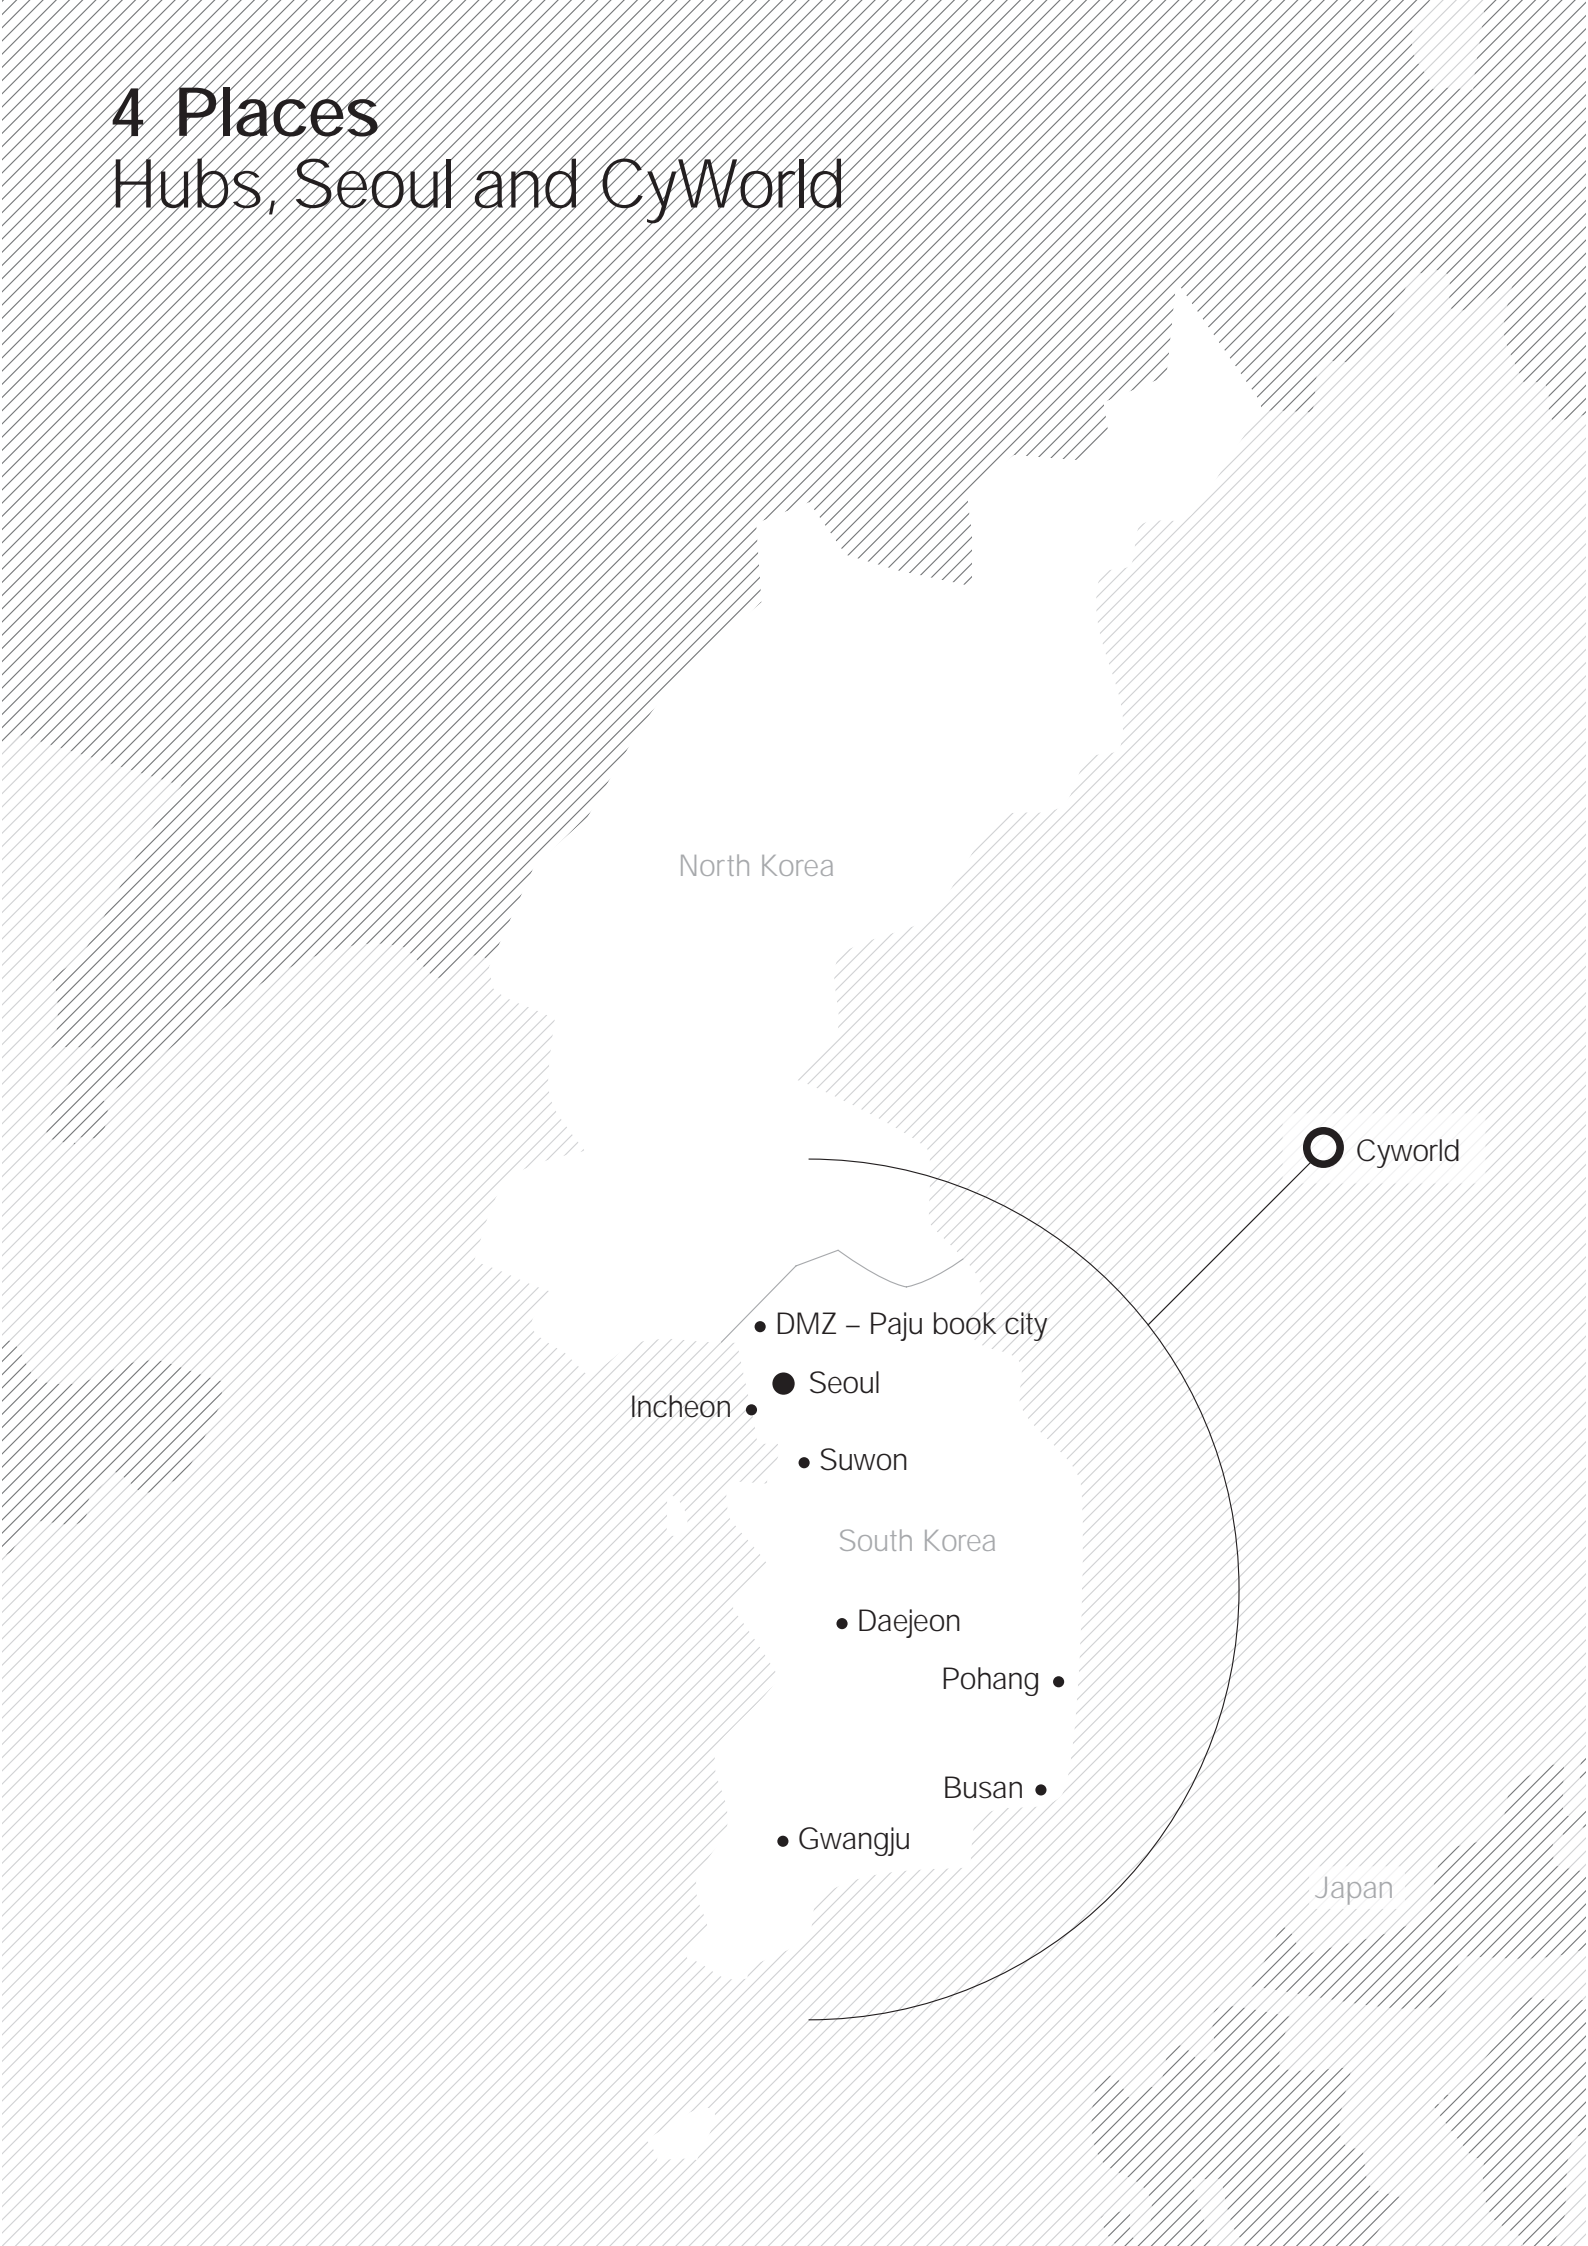 4 Places
Hubs, Seoul and CyWorld
North Korea
Cyworld
DMZ – Paju book city
Seoul
Incheon
Suwon
South Korea
Daejeon
Pohang
Busan
Gwangju
Japan